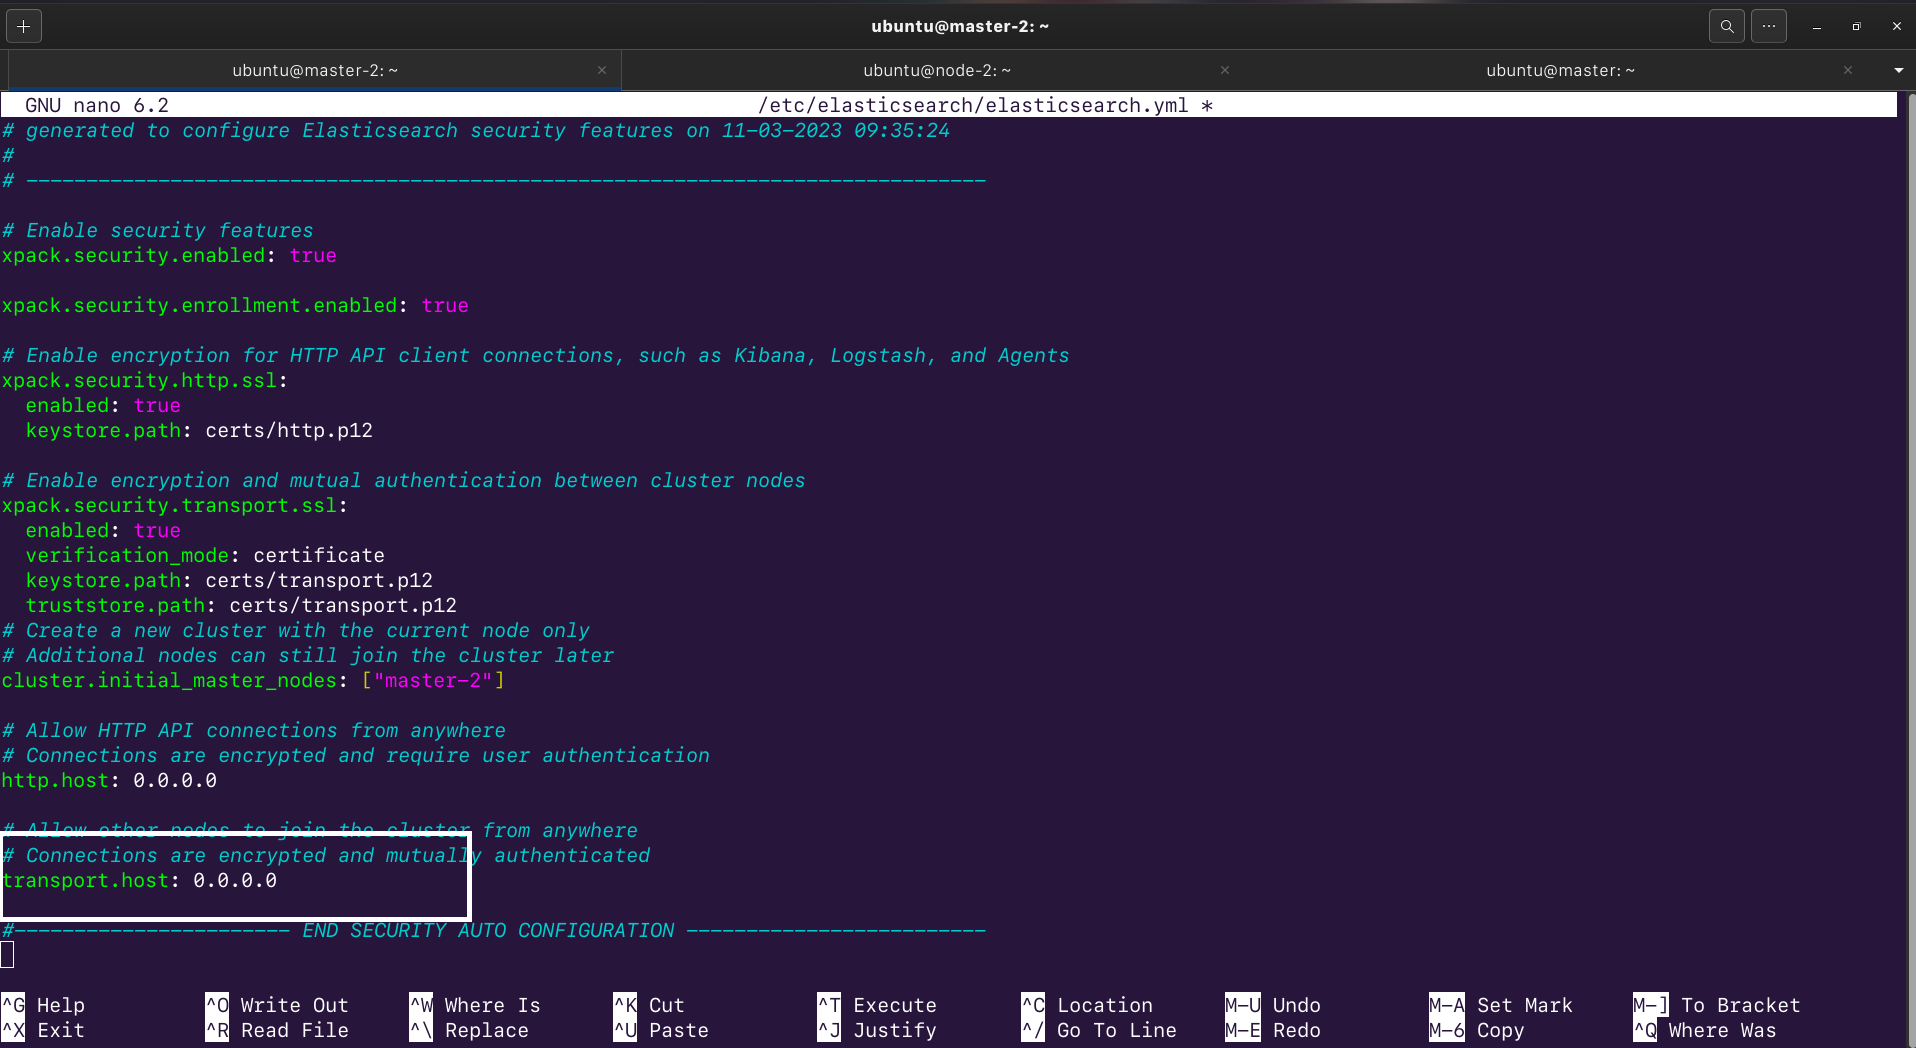 ubuntu@master-2: ~
ubuntu@master-2: ~
ubuntu@node-2: ~
ubuntu@master: ~
GNU nano 6.2 /etc/elasticsearch/elasticsearch.yml *
# generated to configure Elasticsearch security features on 11-03-2023 09:35:24
#
# --------------------------------------------------------------------------------
# Enable security features
xpack.security.enabled: true
xpack.security.enrollment.enabled: true
# Enable encryption for HTTP API client connections, such as Kibana, Logstash, and Agents
xpack.security.http.ssl:
  enabled: true
  keystore.path: certs/http.p12
# Enable encryption and mutual authentication between cluster nodes
xpack.security.transport.ssl:
  enabled: true
  verification_mode: certificate
  keystore.path: certs/transport.p12
  truststore.path: certs/transport.p12
# Create a new cluster with the current node only
# Additional nodes can still join the cluster later
cluster.initial_master_nodes: ["master-2"]
# Allow HTTP API connections from anywhere
# Connections are encrypted and require user authentication
http.host: 0.0.0.0
# Allow other nodes to join the cluster from anywhere
# Connections are encrypted and mutually authenticated
transport.host: 0.0.0.0
#----------------------- END SECURITY AUTO CONFIGURATION -------------------------
^G Help ^O Write Out ^W Where Is ^K Cut ^T Execute ^C Location M-U Undo M-A Set Mark M-] To Bracket
^X Exit ^R Read File ^\ Replace ^U Paste ^J Justify ^/ Go To Line M-E Redo M-6 Copy ^Q Where Was